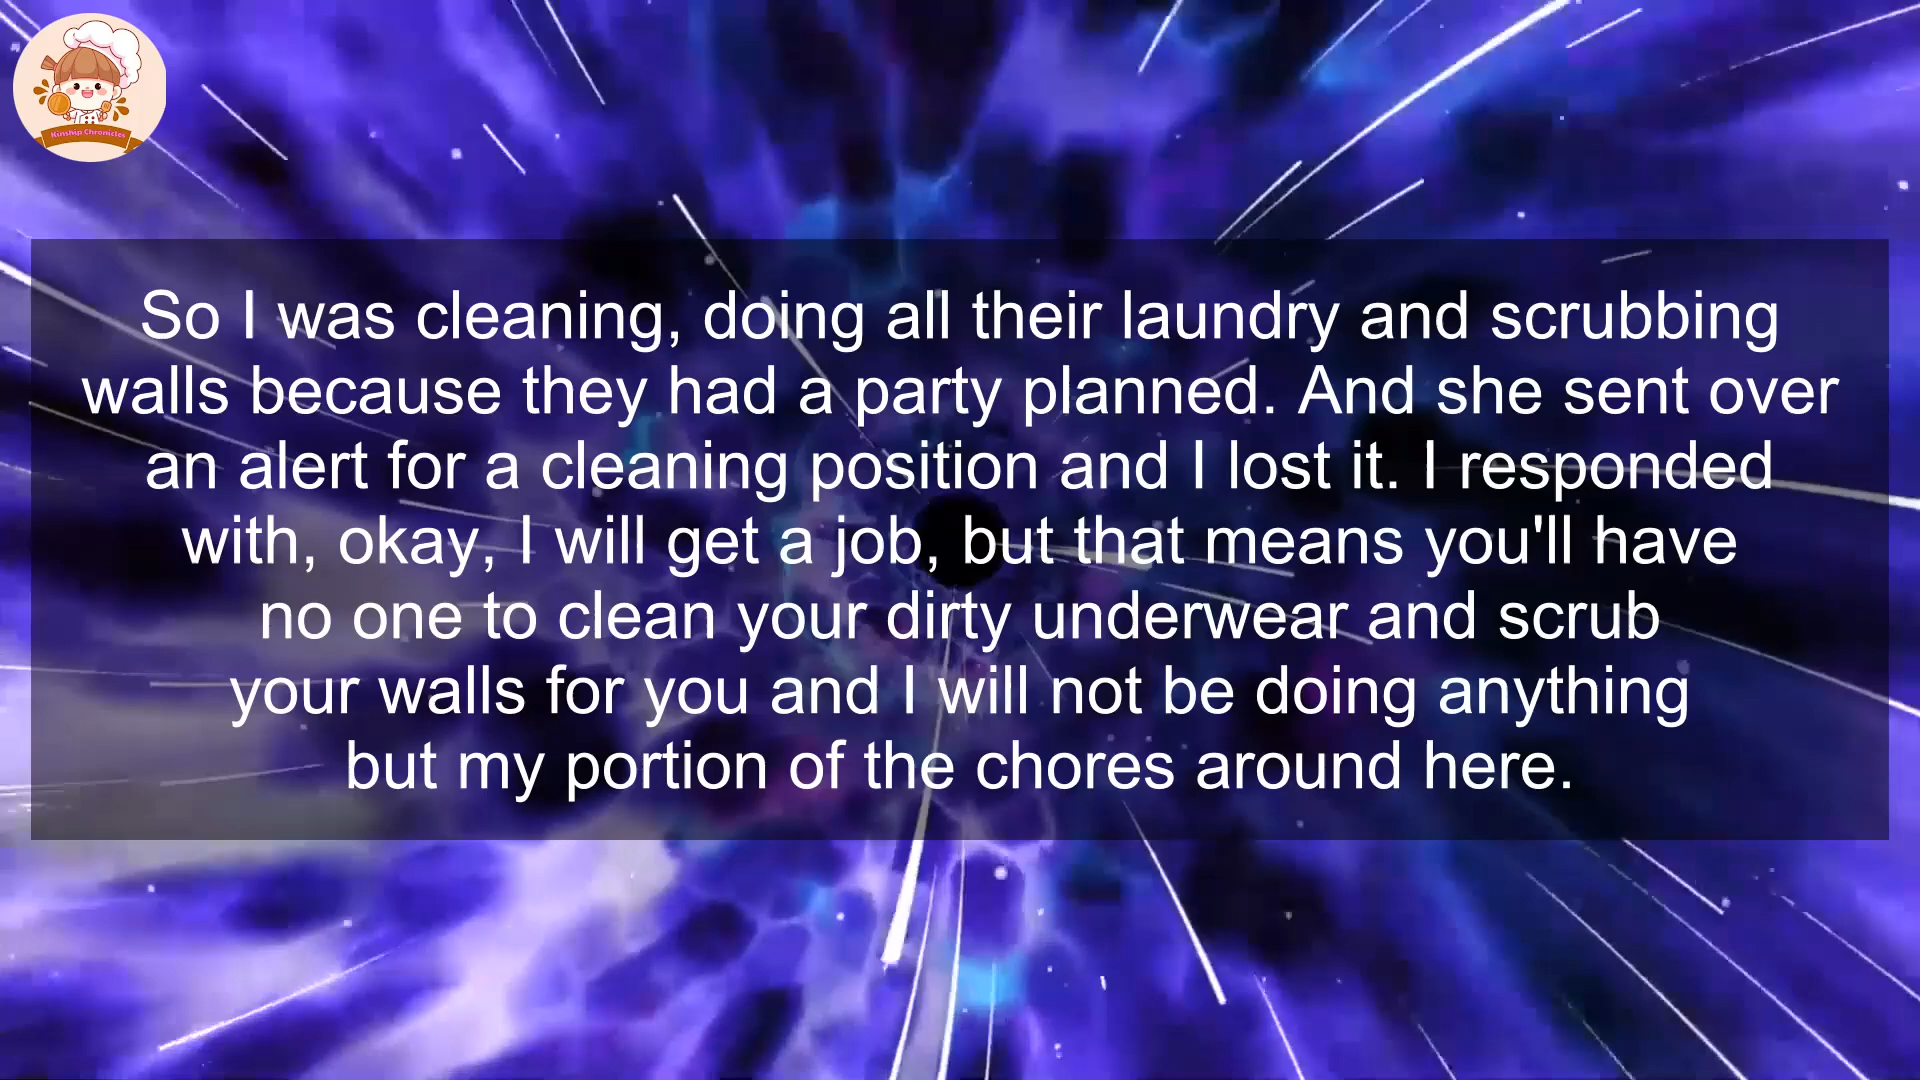 Kinship Chronicles
So I was cleaning, doing all their laundry and scrubbing
walls because they had a party planned. And she sent over
an alert for a cleaning position and I lost it. I responded
with, okay, I will get a job, but that means you'll have
no one to clean your dirty underwear and scrub
your walls for you and I will not be doing anything
but my portion of the chores around here.